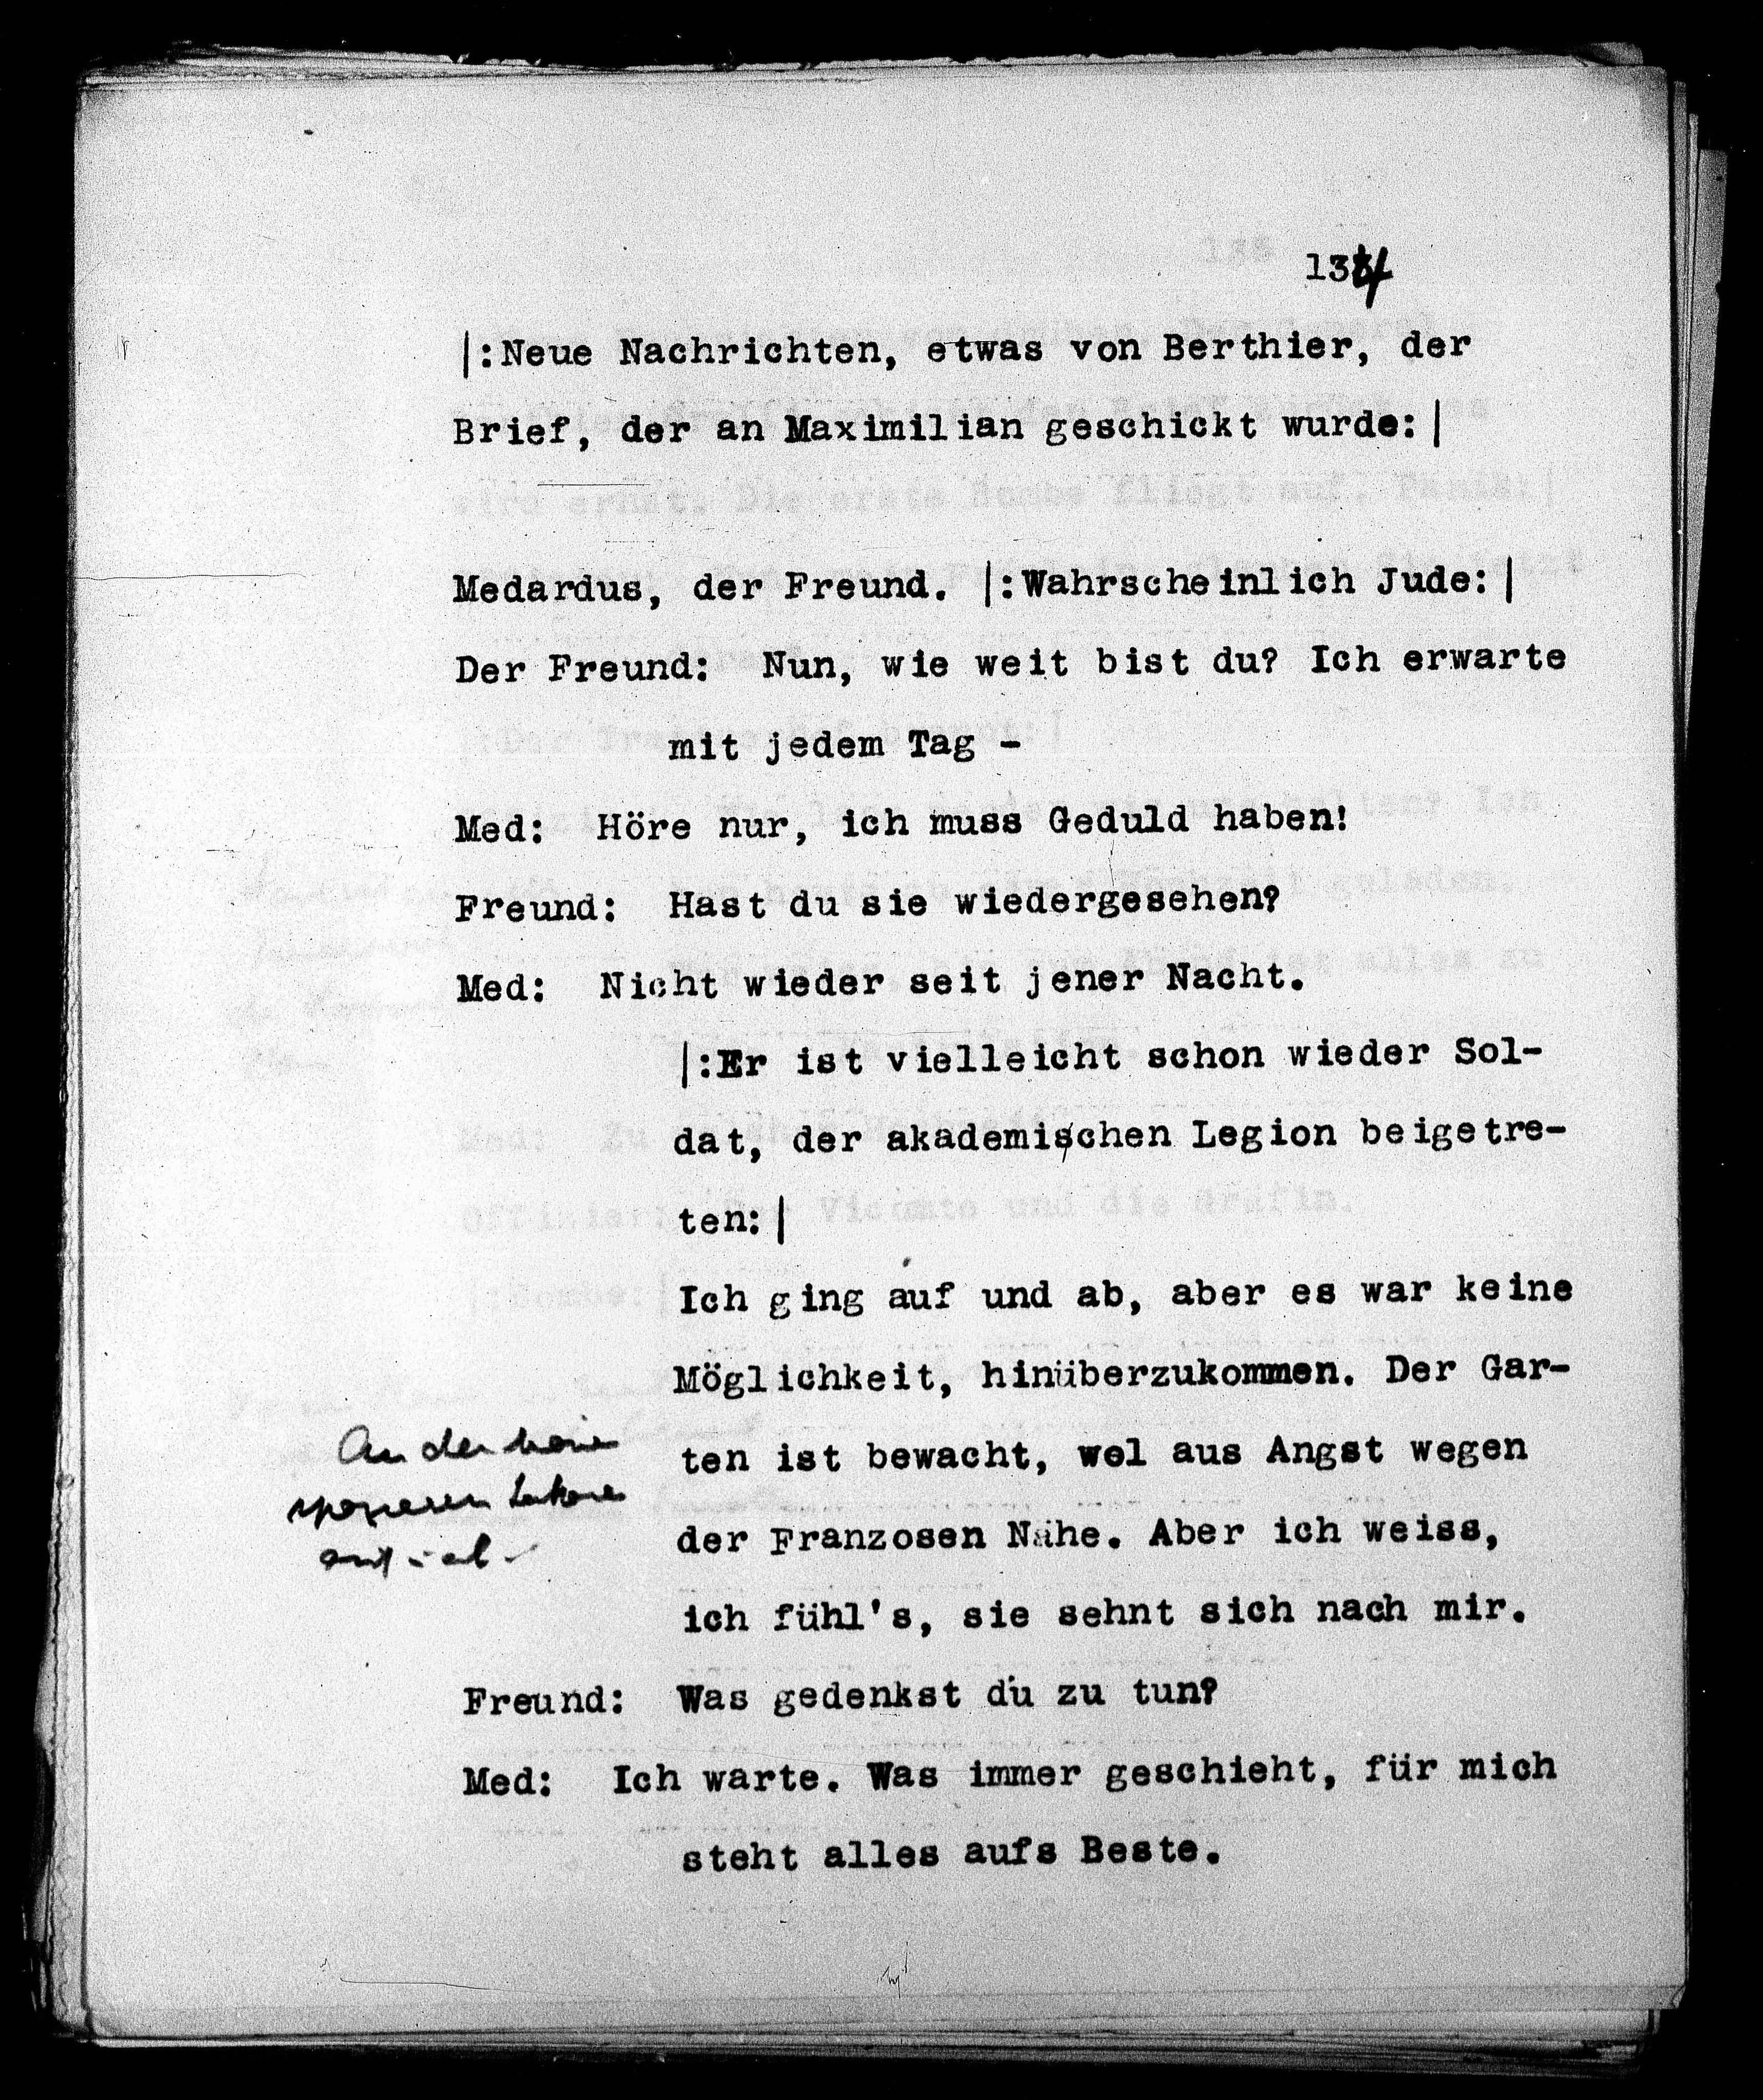 134
|:Neue Nachrichten, etwas von Berthier, der
Brief, der an Maximilian geschickt wurde:|
Medardus, der Freund. |:Wahrscheinlich Jude:|
Der Freund: Nun, wie weit bist du? Ich erwarte
mit jedem Tag -
Med: Höre nur, ich muss Geduld haben!
Freund: Hast du sie wiedergesehen?
Med: Nicht wieder seit jener Nacht.
|:Er ist vielleicht schon wieder Sol-
dat, der akademischen Legion beigetre-
ten:|
Ich ging auf und ab, aber es war keine
Möglichkeit, hinüberzukommen. Der Gar-
ten ist bewacht, wol aus Angst wegen
der Franzosen Nähe. Aber ich weiss,
ich fühl's, sie sehnt sich nach mir.
An der
auf u ab
Freund: Was gedenkst du zu tun?
Med: Ich warte. Was immer geschieht, für mich
steht alles aufs Beste.